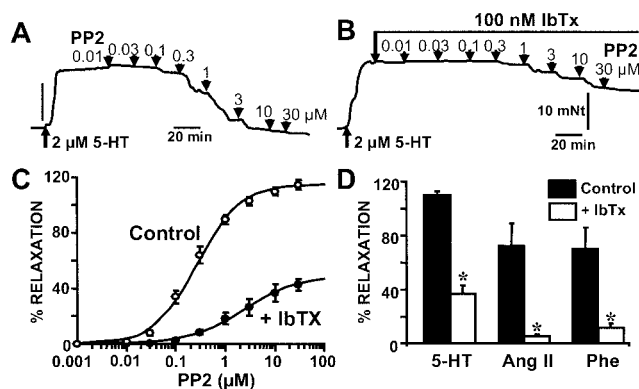 A
PP2
0.01 0.03 0.1 0.3 1 3 10 30 µM
2 µM 5-HT
20 min
B
100 nM IbTx
PP2
0.01 0.03 0.1 0.3 1 3 10 30 µM
10 mNt
2 µM 5-HT
20 min
C
% RELAXATION
120
80
40
0
Control
+ IbTX
0.001 0.01 0.1 1 10 100
PP2 (µM)
D
% RELAXATION
120
80
40
0
Control
+ IbTx
* * *
5-HT Ang II Phe